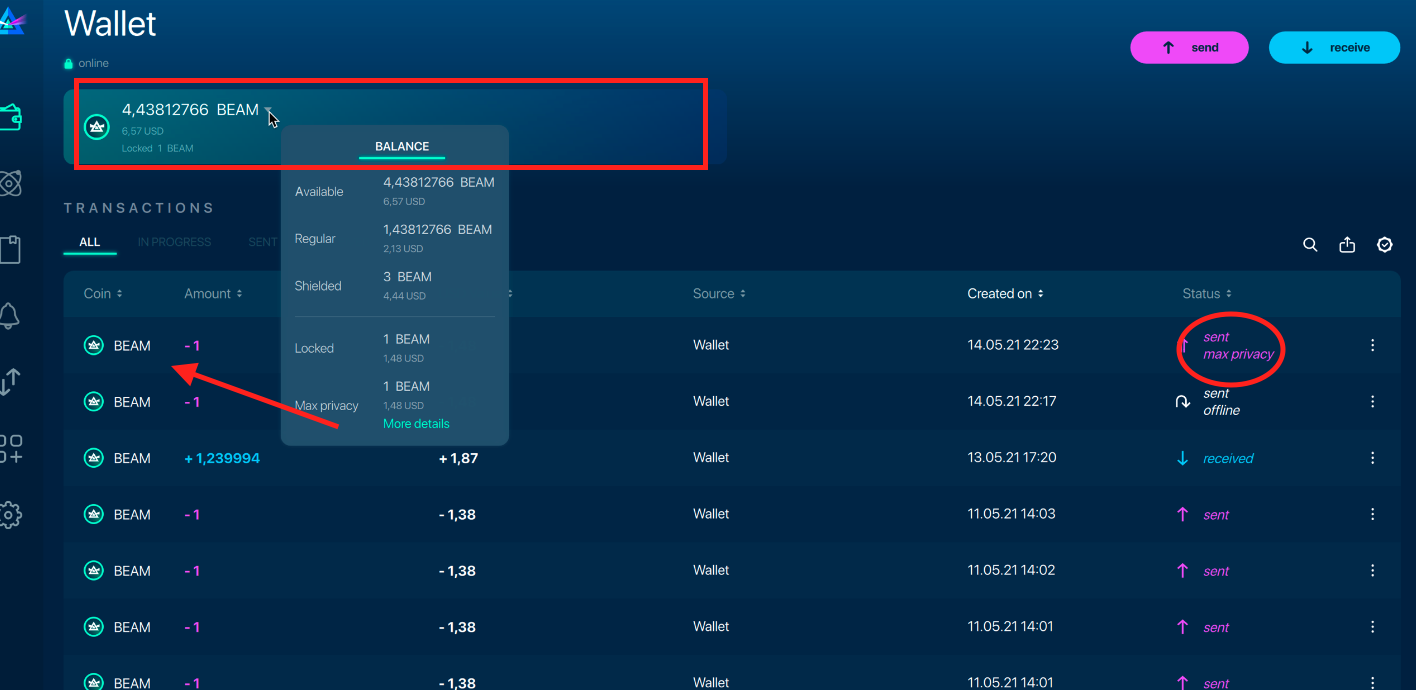 Wallet
send
receive
online
4,43812766 BEAM
6,57 USD
Locked 1 BEAM
BALANCE
Available
4,43812766 BEAM
6,57 USD
Regular
1,43812766 BEAM
2,13 USD
Shielded
3 BEAM
4,44 USD
Locked
1 BEAM
1,48 USD
Max privacy
1 BEAM
1,48 USD
More details
TRANSACTIONS
ALL IN PROGRESS SENT
Coin Amount Source Created on Status
BEAM - 1 Wallet 14.05.21 22:23 sent
max privacy
BEAM - 1 Wallet 14.05.21 22:17 sent
offline
BEAM + 1,239994 + 1,87 Wallet 13.05.21 17:20 received
BEAM - 1 - 1,38 Wallet 11.05.21 14:03 sent
BEAM - 1 - 1,38 Wallet 11.05.21 14:02 sent
BEAM - 1 - 1,38 Wallet 11.05.21 14:01 sent
BEAM - 1 - 1,38 Wallet 11.05.21 14:01 sent